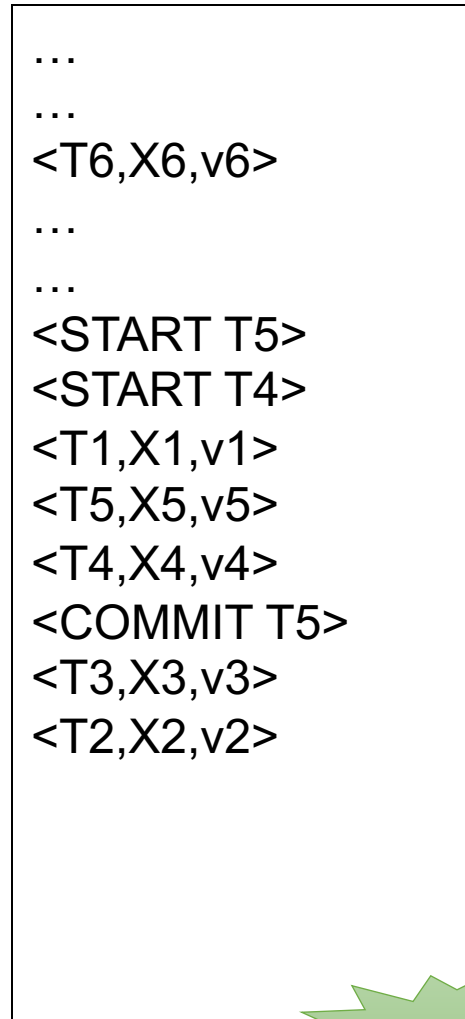 …
…
<T6,X6,v6>
…
…
<START T5>
<START T4>
<T1,X1,v1>
<T5,X5,v5>
<T4,X4,v4>
<COMMIT T5>
<T3,X3,v3>
<T2,X2,v2>